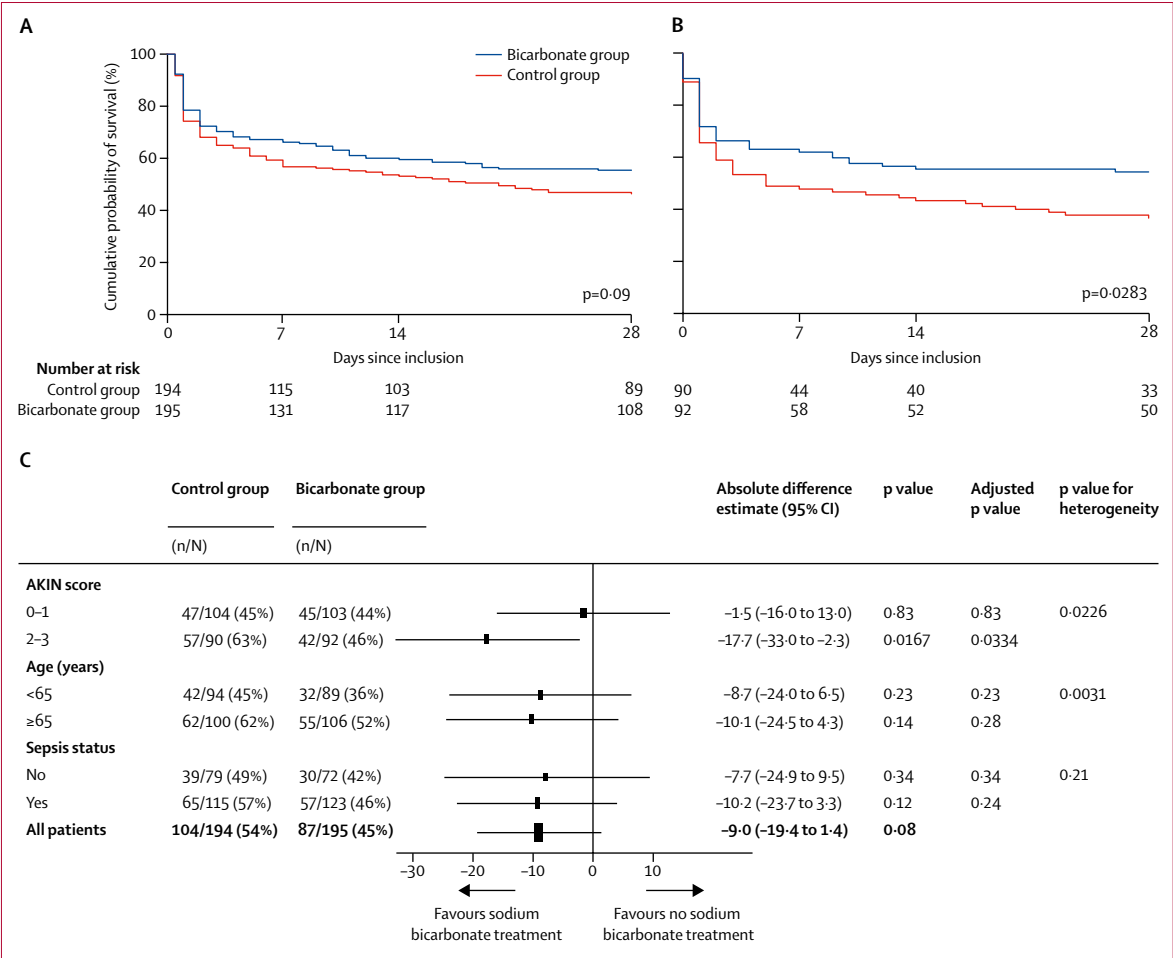 A
B
Bicarbonate group
Control group
Cumulative probability of survival (%)
100
80
60
40
20
0
p=0·09
p=0·0283
0 7 14 28
0 7 14 28
Days since inclusion
Days since inclusion
Number at risk
Control group 194 115 103 89 90 44 40 33
Bicarbonate group 195 131 117 108 92 58 52 50
C
Control group Bicarbonate group Absolute difference estimate (95% CI) p value Adjusted p value p value for heterogeneity
(n/N) (n/N)
AKIN score
0–1 47/104 (45%) 45/103 (44%) –1·5 (–16·0 to 13·0) 0·83 0·83 0·0226
2–3 57/90 (63%) 42/92 (46%) –17·7 (–33·0 to –2·3) 0·0167 0·0334
Age (years)
<65 42/94 (45%) 32/89 (36%) –8·7 (–24·0 to 6·5) 0·23 0·23 0·0031
≥65 62/100 (62%) 55/106 (52%) –10·1 (–24·5 to 4·3) 0·14 0·28
Sepsis status
No 39/79 (49%) 30/72 (42%) –7·7 (–24·9 to 9·5) 0·34 0·34 0·21
Yes 65/115 (57%) 57/123 (46%) –10·2 (–23·7 to 3·3) 0·12 0·24
All patients 104/194 (54%) 87/195 (45%) –9·0 (–19·4 to 1·4) 0·08
–30 –20 –10 0 10
Favours sodium
bicarbonate treatment
Favours no sodium
bicarbonate treatment